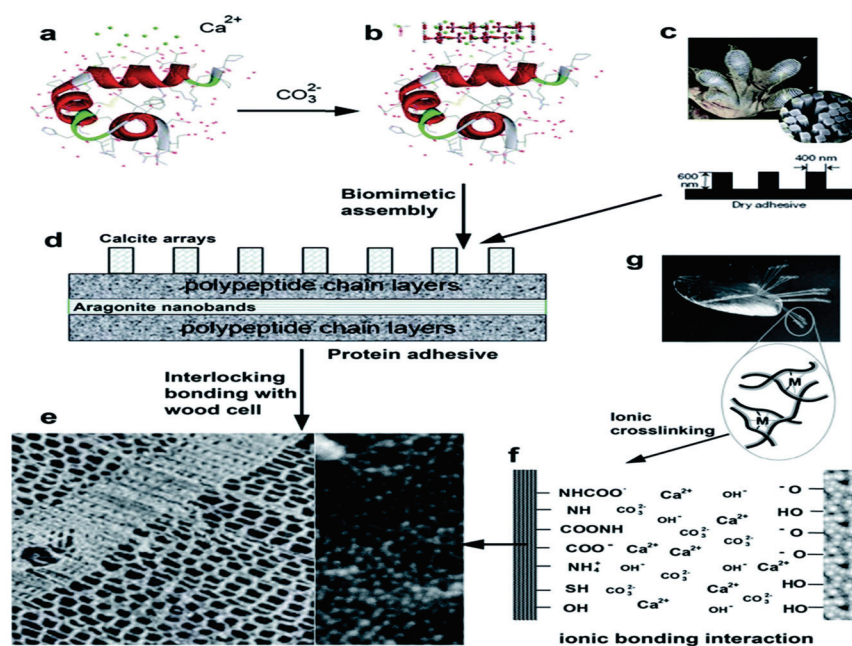 a
Ca²⁺
CO₃²⁻
b
c
400 nm
600
nm
Dry adhesive
Biomimetic
assembly
d
Calcite arrays
polypeptide chain layers
Aragonite nanobands
polypeptide chain layers
Protein adhesive
Interlocking
bonding with
wood cell
g
M
M
Ionic
crosslinking
e
f
NHCOO⁻ Ca²⁺ OH⁻ ⁻O
NH CO₃²⁻ Ca²⁺ HO
COONH OH⁻ Ca²⁺ CO₃²⁻ ⁻O
COO⁻ Ca²⁺ Ca²⁺ CO₃²⁻ ⁻O
NH₄⁺ OH⁻ CO₃²⁻ OH⁻ Ca²⁺
SH CO₃²⁻ Ca²⁺ CO₃²⁻ HO
OH Ca²⁺ OH⁻ HO
ionic bonding interaction